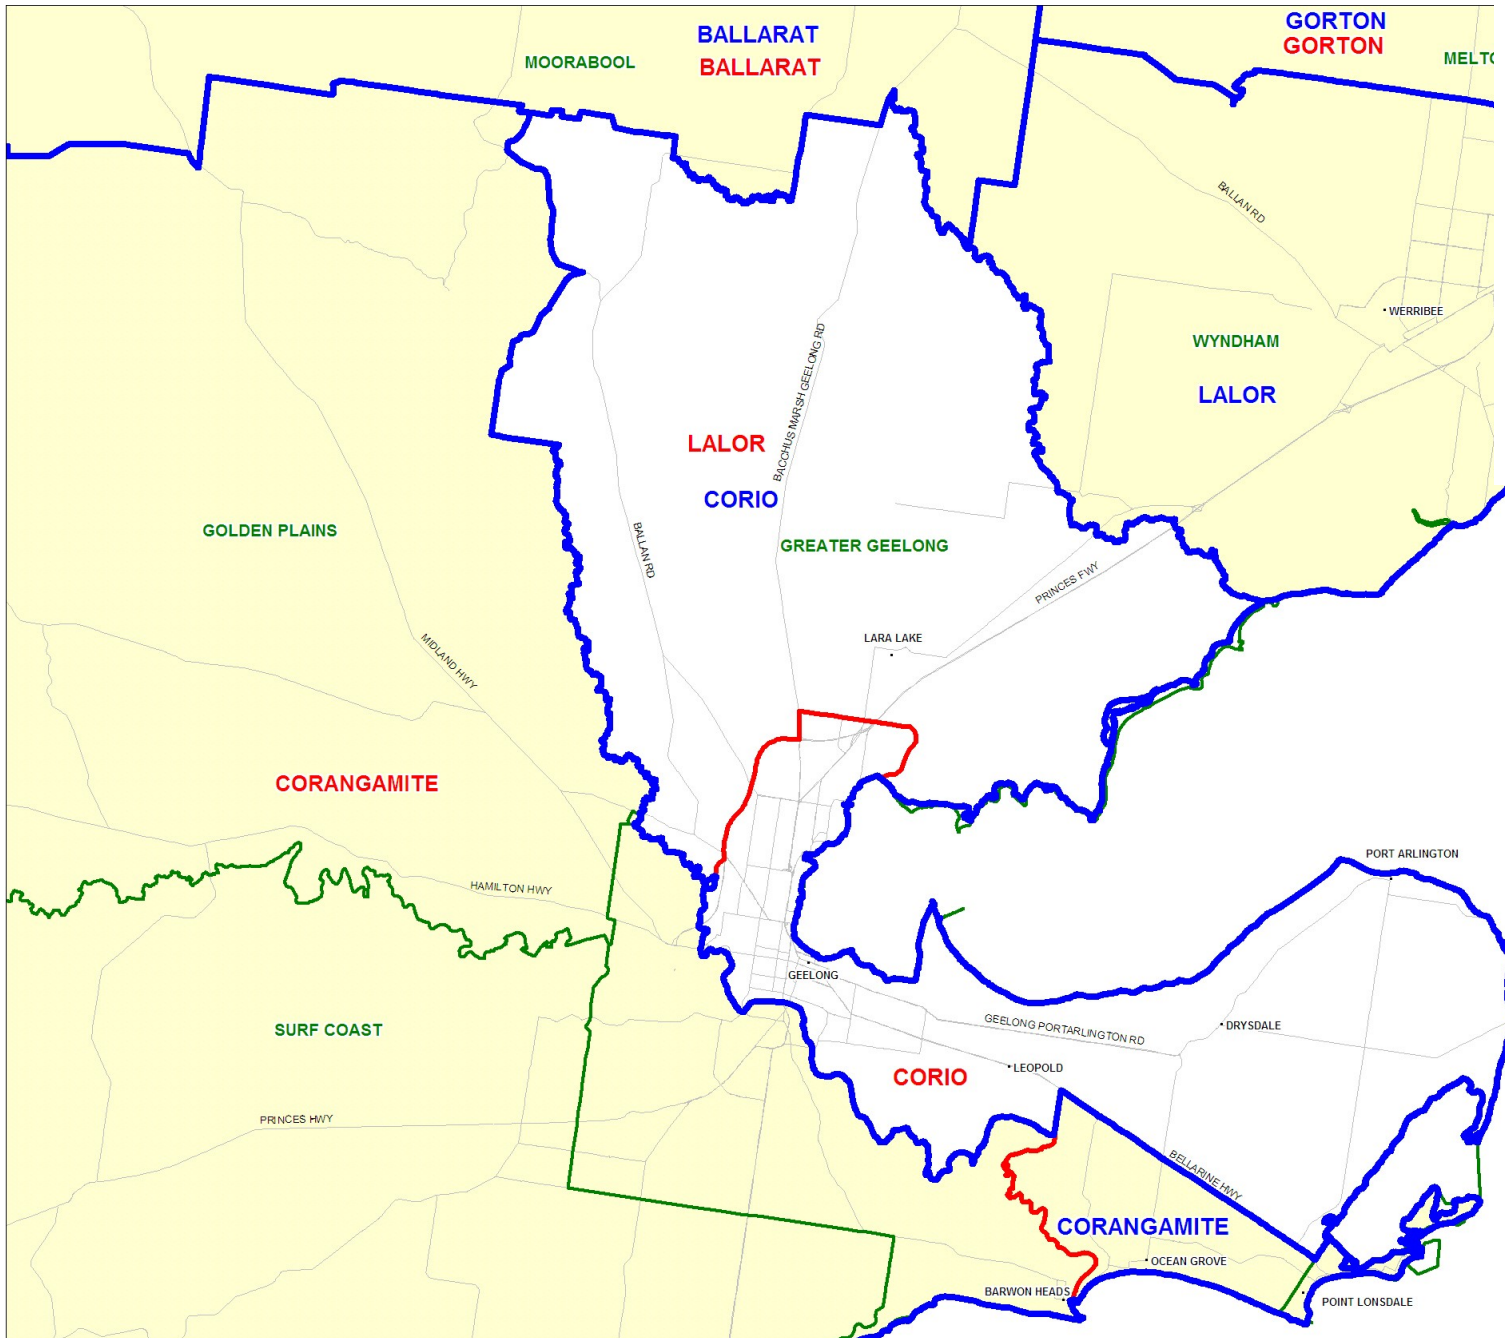 BALLARAT
BALLARAT
GORTON
GORTON
MOORABOOL
BALLAN RD
WERRIBEE
WYNDHAM
LALOR
BACCHUS MARSH GEELONG RD
LALOR
CORIO
GOLDEN PLAINS
BALLAN RD
GREATER GEELONG
PRINCES FWY
LARA LAKE
MIDLAND HWY
CORANGAMITE
HAMILTON HWY
PORT ARLINGTON
GEELONG
SURF COAST
GEELONG PORTARLINGTON RD
DRYSDALE
LEOPOLD
CORIO
PRINCES HWY
BELLARINE HWY
CORANGAMITE
OCEAN GROVE
BARWON HEADS
POINT LONSDALE